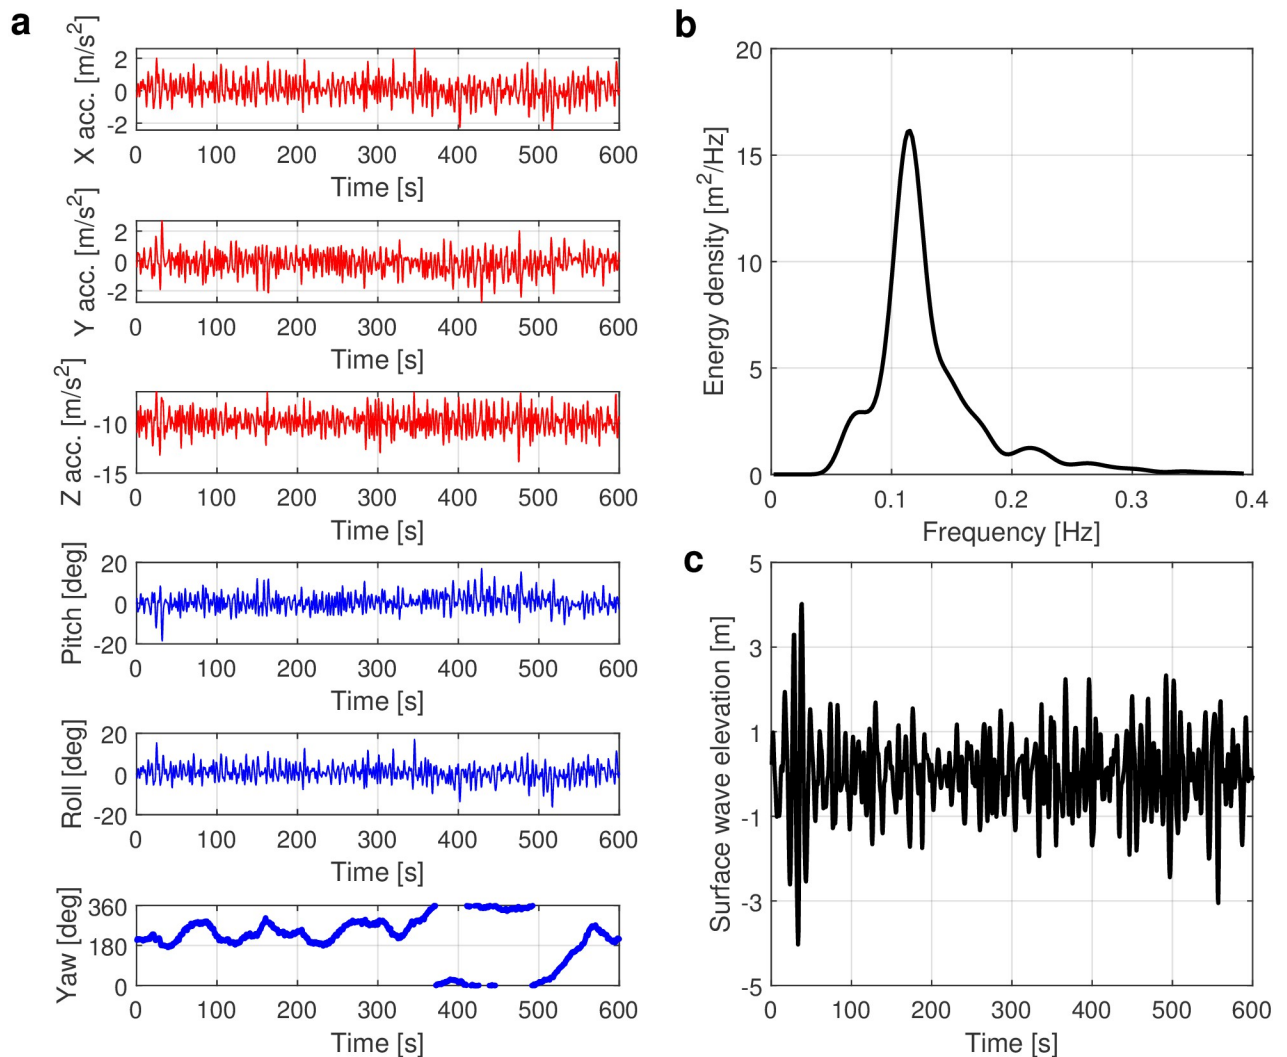 a
X acc. [m/s²]
2
0
-2
0 100 200 300 400 500 600
Time [s]
Y acc. [m/s²]
2
0
-2
0 100 200 300 400 500 600
Time [s]
Z acc. [m/s²]
-10
-15
0 100 200 300 400 500 600
Time [s]
Pitch [deg]
20
0
-20
0 100 200 300 400 500 600
Time [s]
Roll [deg]
20
0
-20
0 100 200 300 400 500 600
Time [s]
Yaw [deg]
360
180
0
0 100 200 300 400 500 600
Time [s]
b
Energy density [m²/Hz]
20
15
10
5
0
0 0.1 0.2 0.3 0.4
Frequency [Hz]
c
Surface wave elevation [m]
5
3
1
-1
-3
-5
0 100 200 300 400 500 600
Time [s]